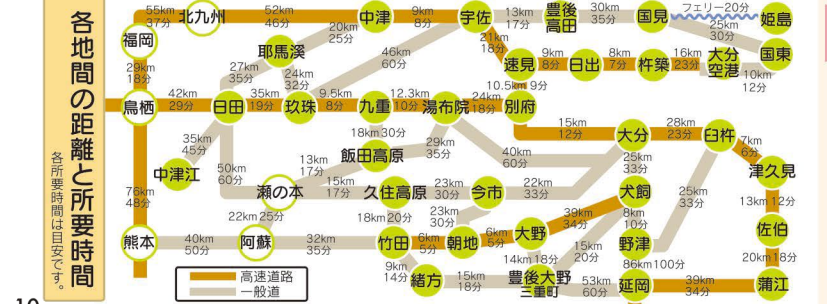 各地間の距離と所要時間
各所要時間は目安です。
55km
37分
北九州
52km
46分
中津
9km
8分
宇佐
13km
17分
豊後
高田
30km
35分
国見
フェリー20分
姫島
福岡
20km
25分
耶馬溪
46km
60分
21km
18分
25km
30分
国東
速見
9km
8分
日出
8km
7分
杵築
16km
23分
大分
空港
10km
12分
29km
18分
27km
35分
24km
32分
10.5km
9分
鳥栖
42km
29分
日田
35km
19分
玖珠
9.5km
8分
九重
12.3km
10分
湯布院
24km
18分
別府
15km
12分
大分
28km
23分
臼杵
7km
6分
津久見
35km
45分
中津江
50km
60分
18km
30分
飯田高原
29km
35分
40km
60分
25km
33分
13km
17分
瀬の本
15km
17分
久住高原
23km
30分
今市
22km
33分
犬飼
25km
33分
13km
12分
76km
48分
22km
25分
18km
20分
23km
30分
39km
34分
8km
10分
佐伯
熊本
40km
50分
阿蘇
32km
35分
竹田
6km
5分
朝地
6km
5分
大野
15km
20分
野津
20km
18分
9km
14分
緒方
15km
18分
14km
18分
豊後大野
三重町
53km
60分
86km
100分
延岡
39km
34分
蒲江
高速道路
一般道